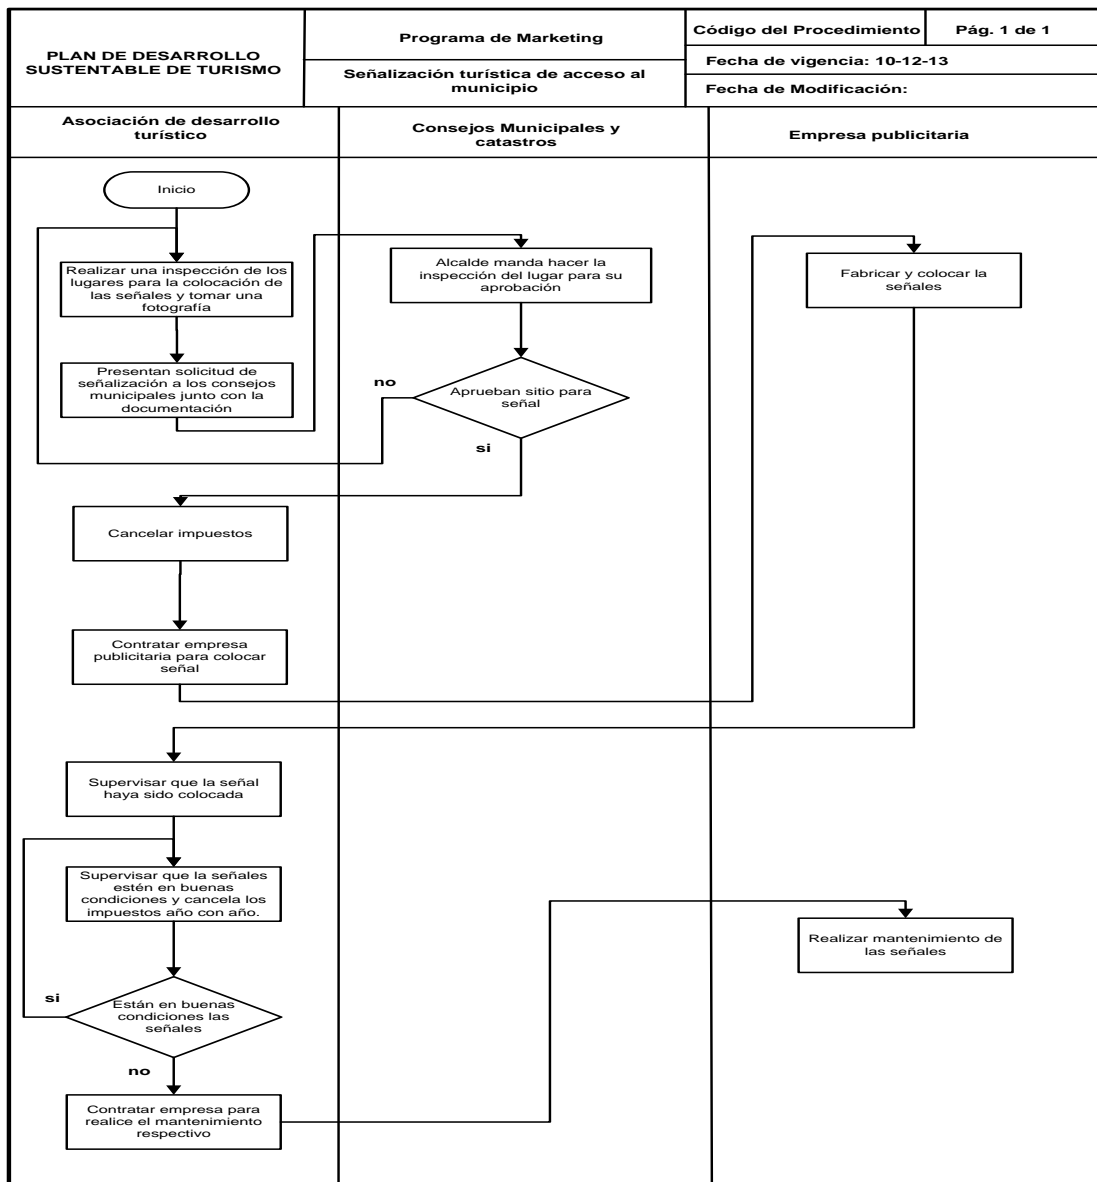 PLAN DE DESARROLLO
SUSTENTABLE DE TURISMO
Programa de Marketing
Señalización turística de acceso al
municipio
Código del Procedimiento
Pág. 1 de 1
Fecha de vigencia: 10-12-13
Fecha de Modificación:
Asociación de desarrollo
turístico
Consejos Municipales y
catastros
Empresa publicitaria
Inicio
Realizar una inspección de los
lugares para la colocación de
las señales y tomar una
fotografía
Presentan solicitud de
señalización a los consejos
municipales junto con la
documentación
Alcalde manda hacer la
inspección del lugar para su
aprobación
Aprueban sitio para
señal
no
si
Fabricar y colocar la
señales
Cancelar impuestos
Contratar empresa
publicitaria para colocar
señal
Supervisar que la señal
haya sido colocada
Supervisar que la señales
estén en buenas
condiciones y cancela los
impuestos año con año.
Están en buenas
condiciones las
señales
si
no
Contratar empresa para
realice el mantenimiento
respectivo
Realizar mantenimiento de
las señales